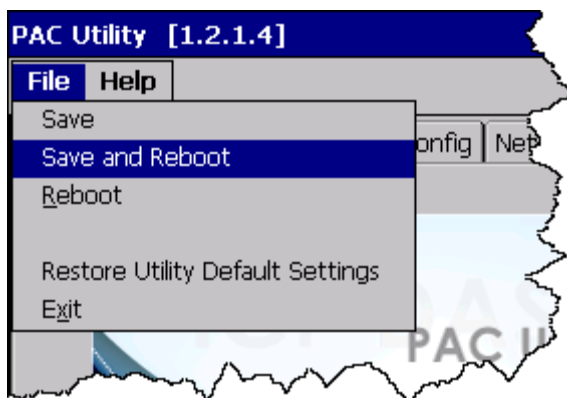 PAC Utility [1.2.1.4]
File Help
Save
Save and Reboot
onfig Net
Reboot
Restore Utility Default Settings
Exit
PAC U